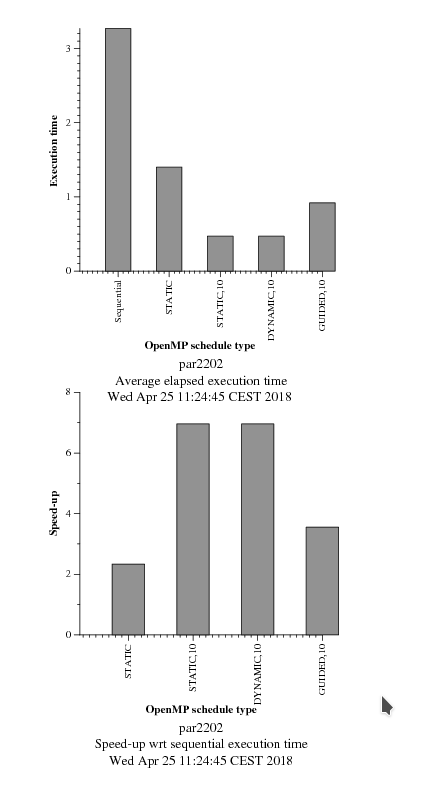 3
2
1
0
Execution time
Sequential
STATIC
STATIC,10
DYNAMIC,10
GUIDED,10
OpenMP schedule type
par2202
Average elapsed execution time
Wed Apr 25 11:24:45 CEST 2018
8
6
4
2
0
Speed-up
STATIC
STATIC,10
DYNAMIC,10
GUIDED,10
OpenMP schedule type
par2202
Speed-up wrt sequential execution time
Wed Apr 25 11:24:45 CEST 2018